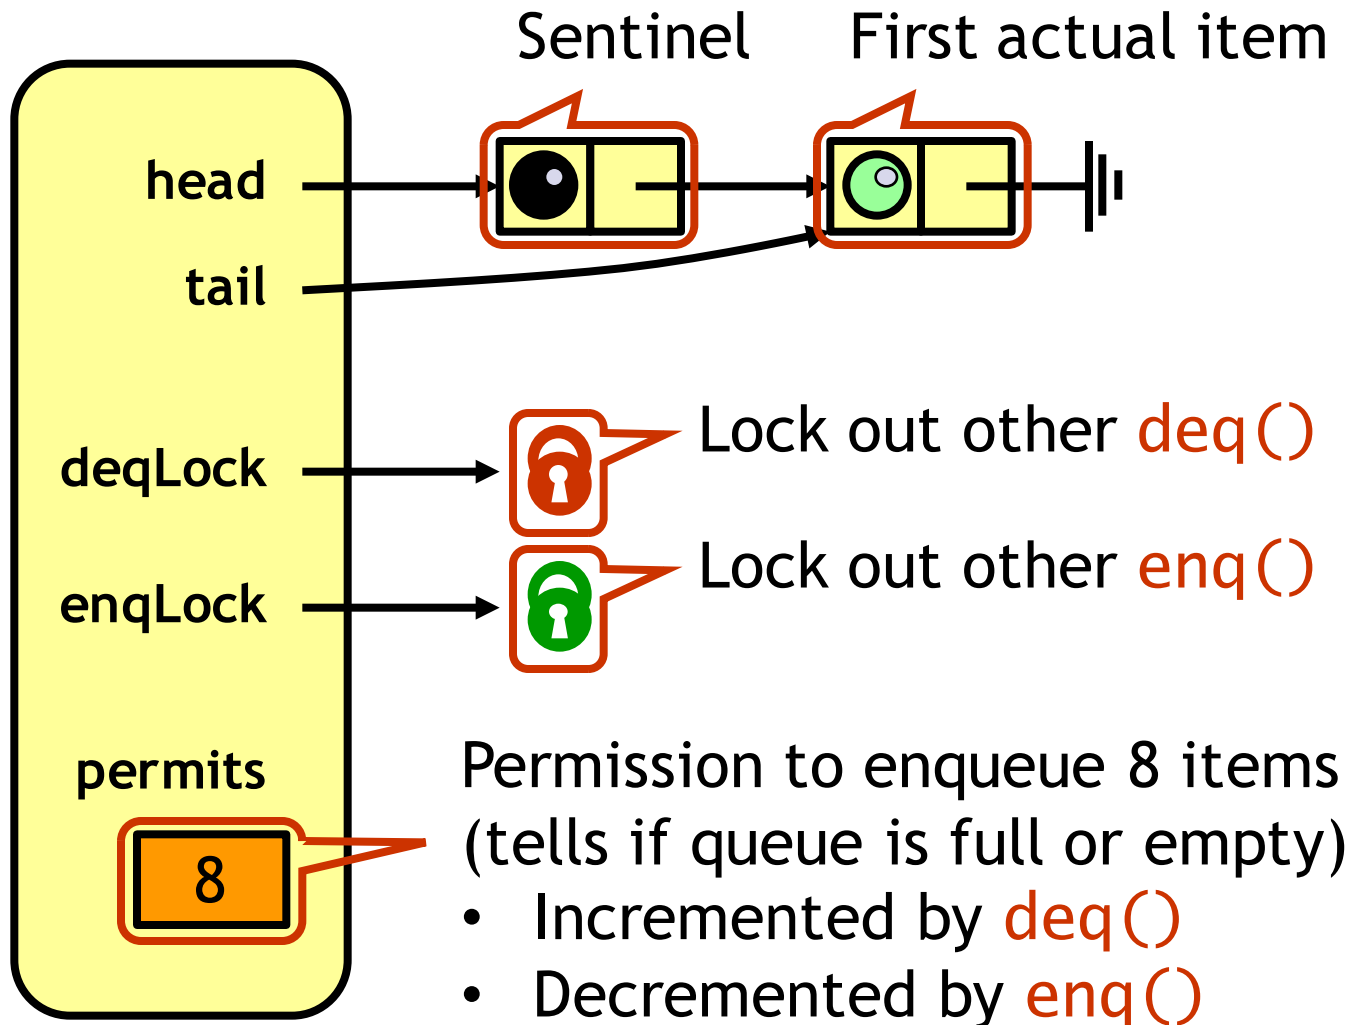 Sentinel
First actual item
head
tail
deqLock
Lock out other deq()
enqLock
Lock out other enq()
permits
8
Permission to enqueue 8 items
(tells if queue is full or empty)
• Incremented by deq()
• Decremented by enq()